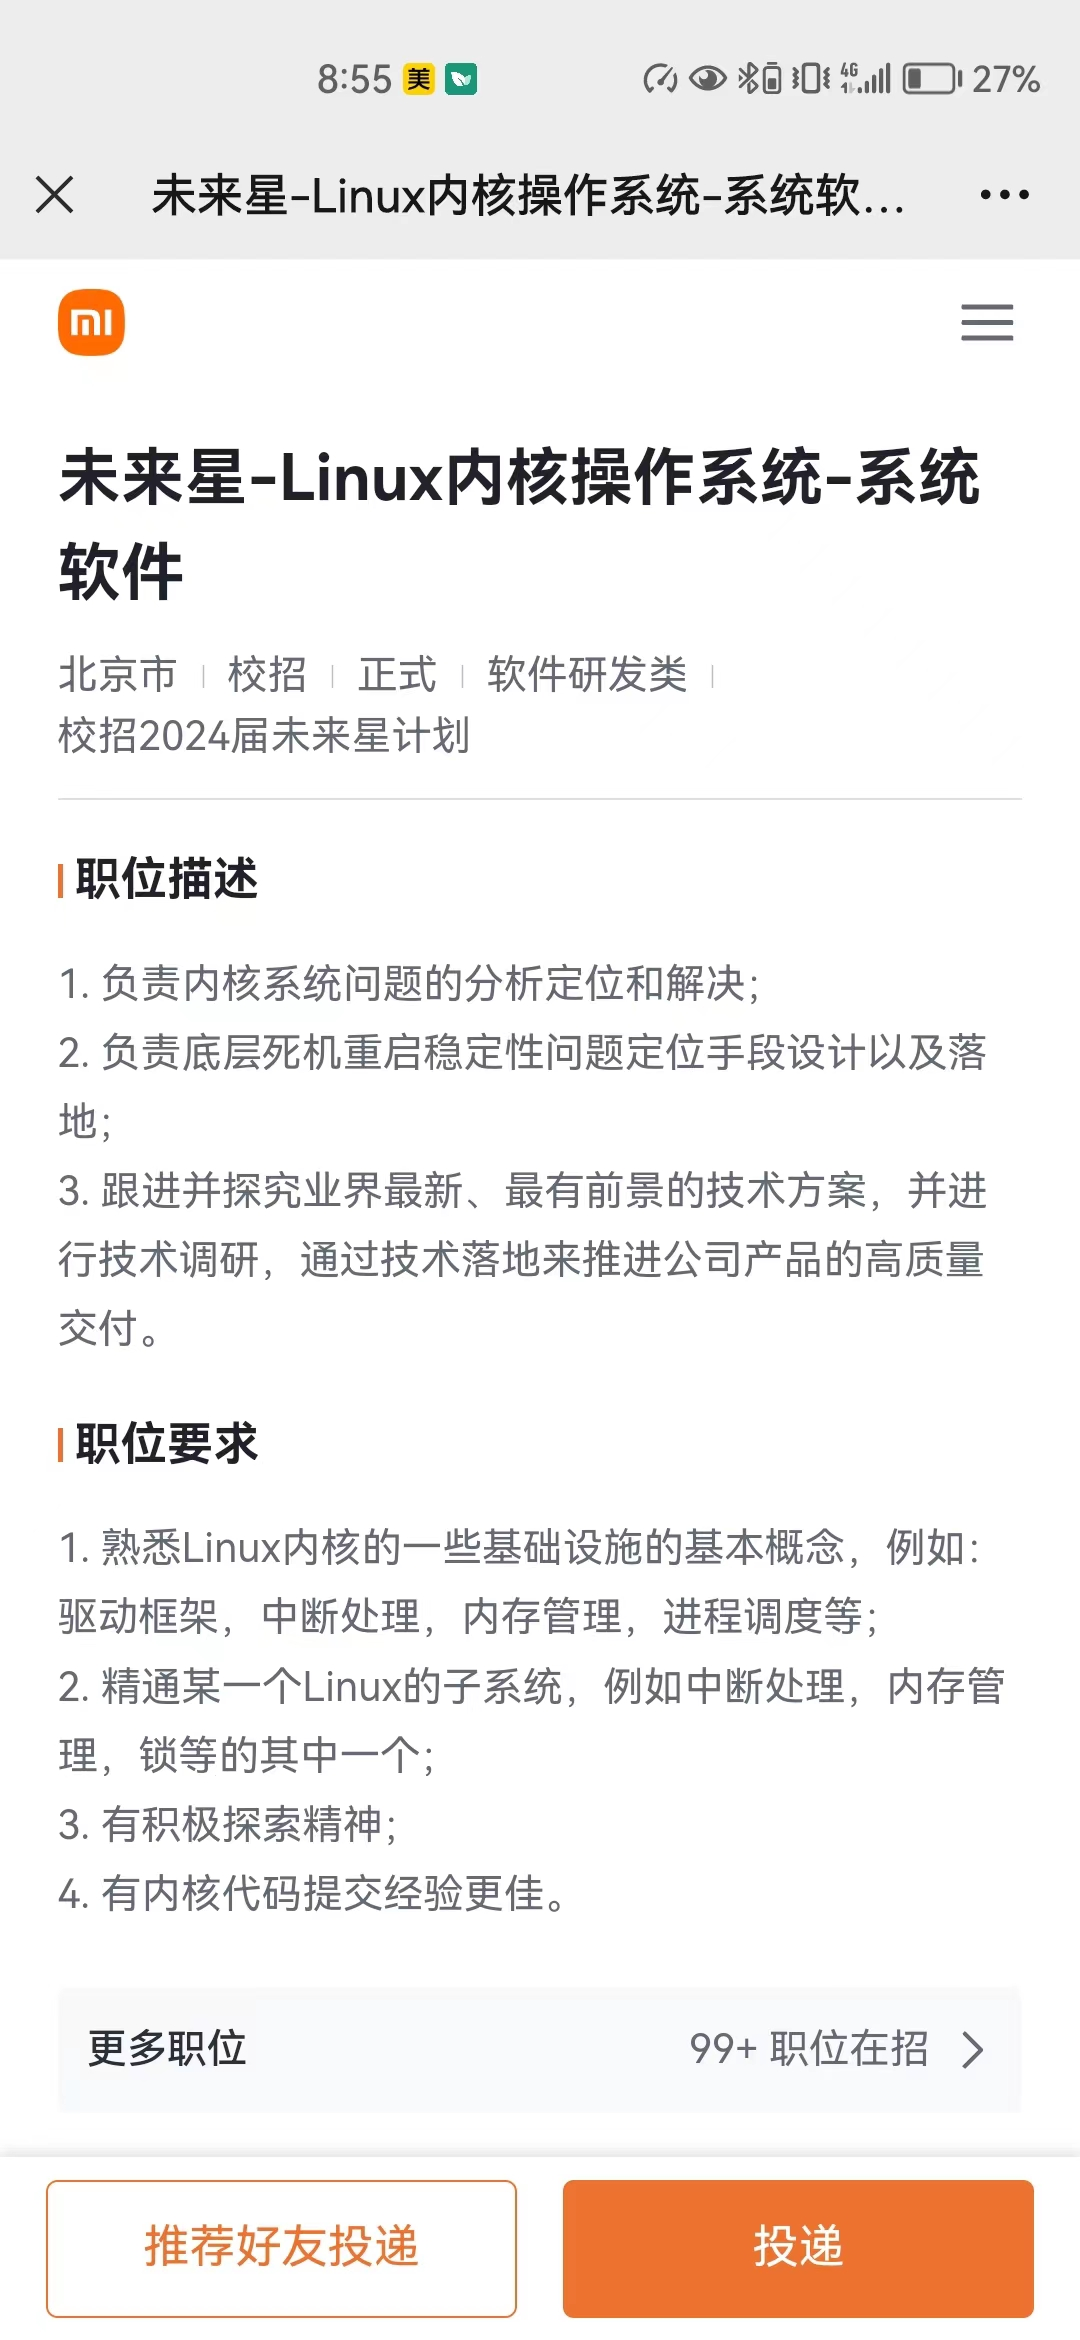 8:55 美 4G 27%
未来星-Linux内核操作系统-系统软...
mi
未来星-Linux内核操作系统-系统
软件
北京市 | 校招 | 正式 | 软件研发类 |
校招2024届未来星计划
职位描述
1. 负责内核系统问题的分析定位和解决;
2. 负责底层死机重启稳定性问题定位手段设计以及落
地;
3. 跟进并探究业界最新、最有前景的技术方案，并进
行技术调研，通过技术落地来推进公司产品的高质量
交付。
职位要求
1. 熟悉Linux内核的一些基础设施的基本概念，例如:
驱动框架，中断处理，内存管理，进程调度等;
2. 精通某一个Linux的子系统，例如中断处理，内存管
理，锁等的其中一个;
3. 有积极探索精神;
4. 有内核代码提交经验更佳。
更多职位 99+ 职位在招
推荐好友投递 投递